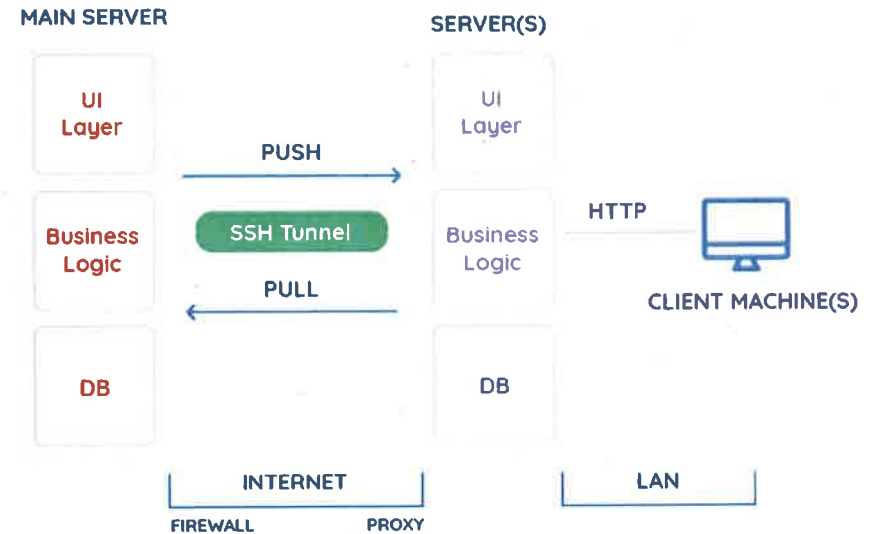 MAIN SERVER
SERVER(S)
UI
Layer
UI
Layer
PUSH
SSH Tunnel
PULL
Business
Logic
Business
Logic
HTTP
CLIENT MACHINE(S)
DB
DB
INTERNET
LAN
FIREWALL
PROXY